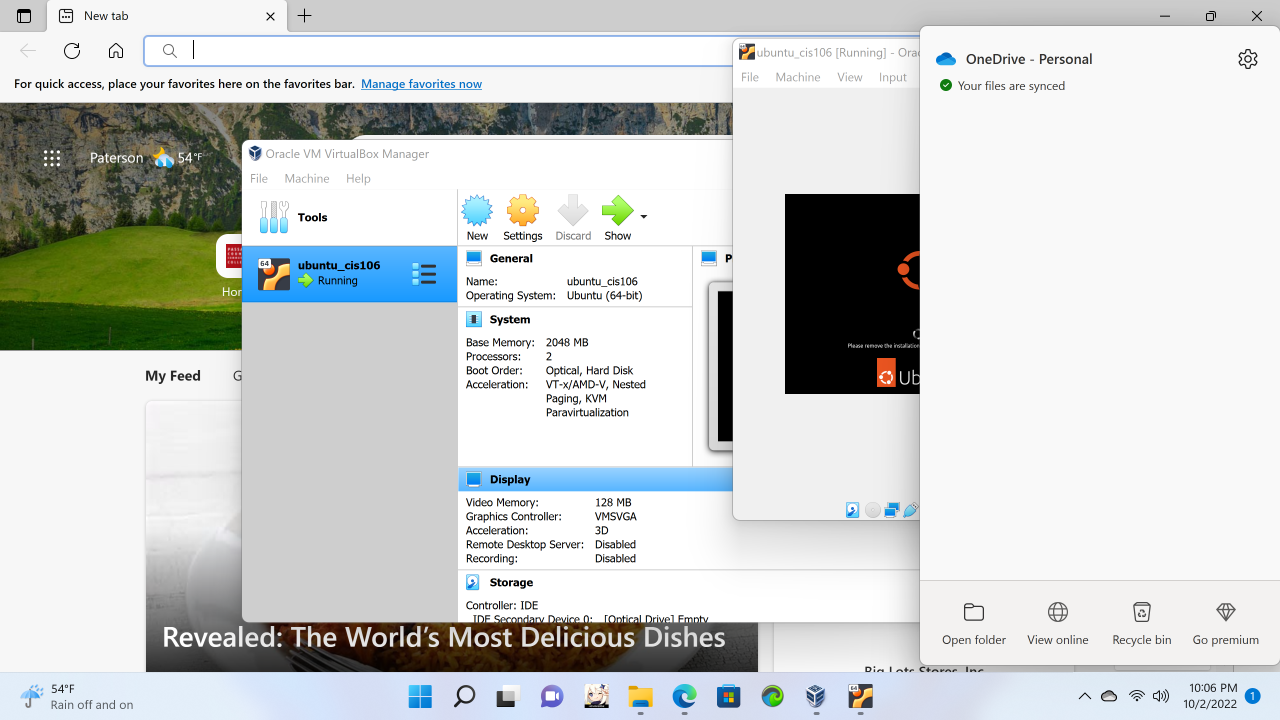 New tab
For quick access, place your favorites here on the favorites bar. Manage favorites now
Paterson 54 °F
My Feed
Revealed: The World's Most Delicious Dishes
Big Lots Stores, Inc.
Oracle VM VirtualBox Manager
File Machine Help
Tools
New Settings Discard Show
64 ubuntu_cis106
Running
General
Name: ubuntu_cis106
Operating System: Ubuntu (64-bit)
System
Base Memory: 2048 MB
Processors: 2
Boot Order: Optical, Hard Disk
Acceleration: VT-x/AMD-V, Nested
Paging, KVM
Paravirtualization
Display
Video Memory: 128 MB
Graphics Controller: VMSVGA
Acceleration: 3D
Remote Desktop Server: Disabled
Recording: Disabled
Storage
Controller: IDE
IDE Secondary Device 0: [Optical Drive] Empty
ubuntu_cis106 [Running] - Orac
File Machine View Input
Please remove the installation
Ub
OneDrive - Personal
Your files are synced
Open folder View online Recycle bin Go premium
54°F
Rain off and on
10:06 PM
10/2/2022
1